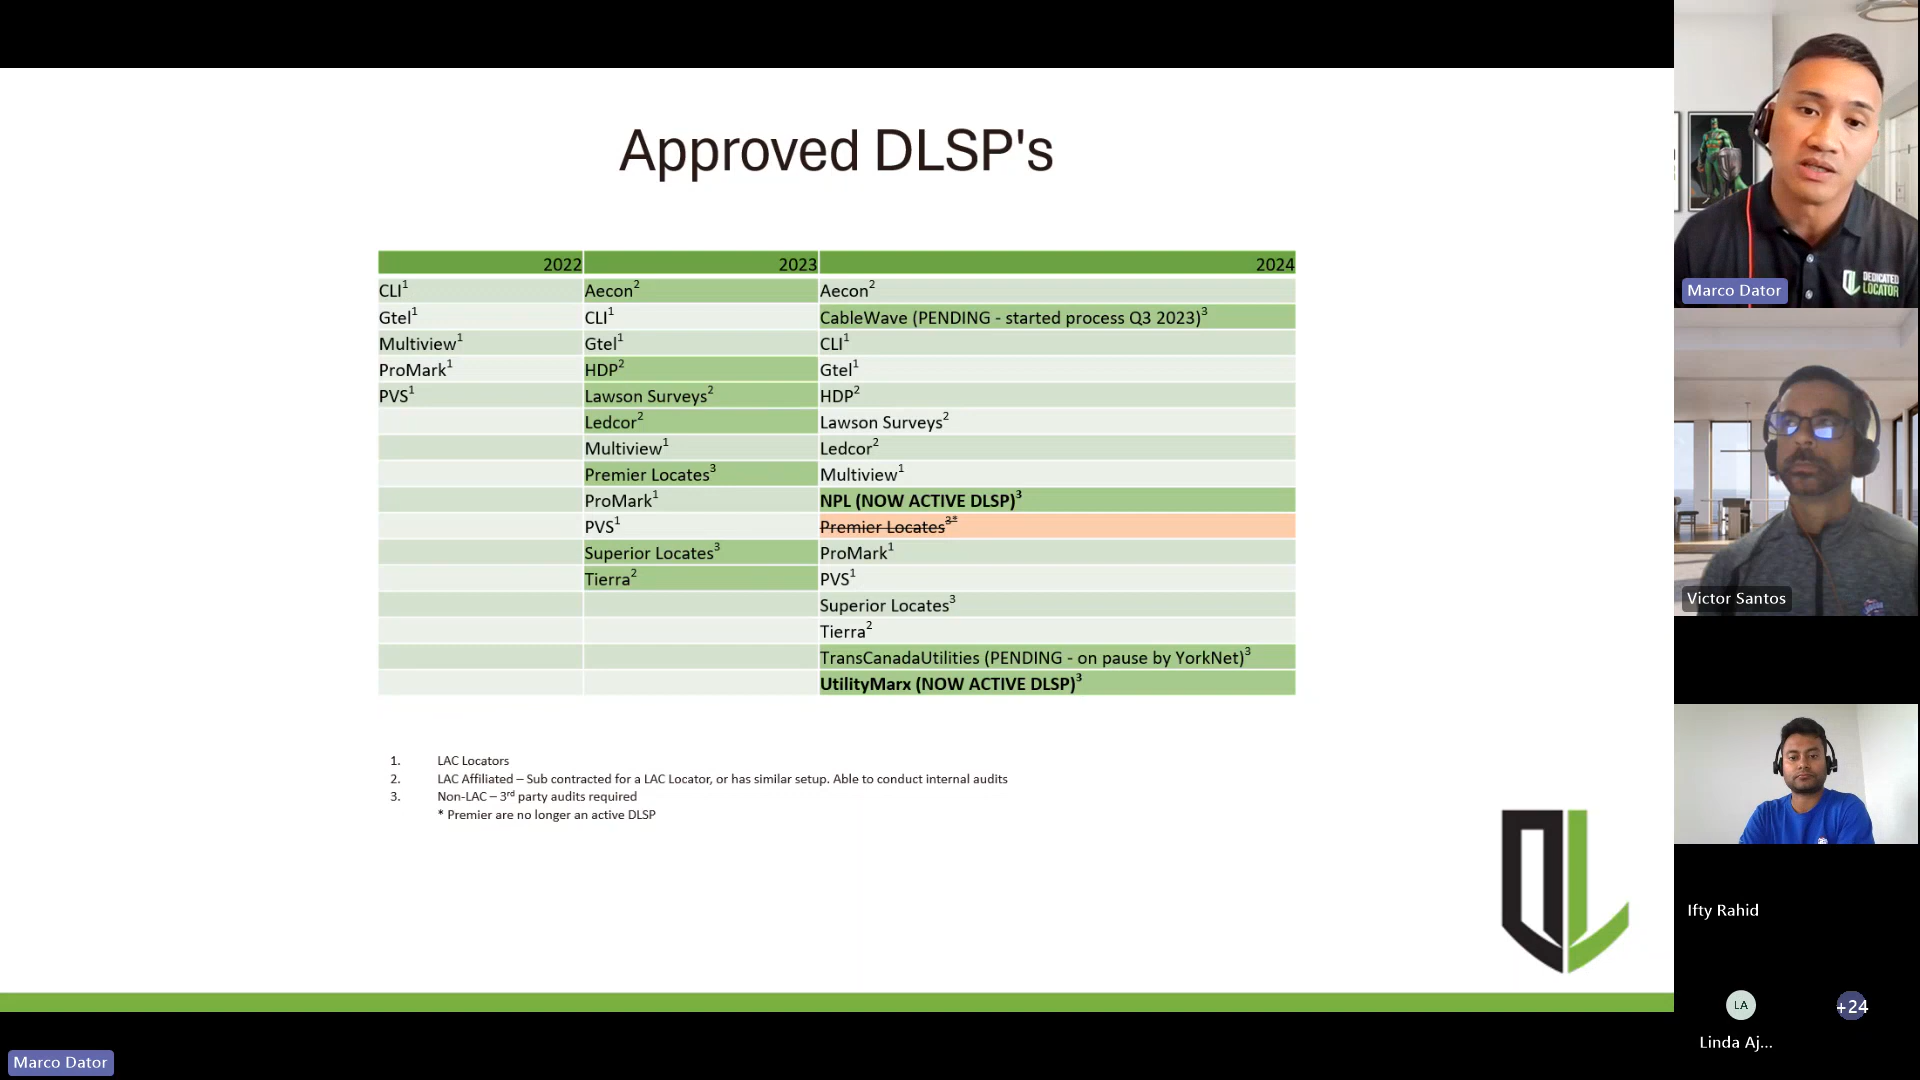 Approved DLSP's
2022 2023 2024
CLI1 Aecon2 Aecon2
Gtel1 CLI1 CableWave (PENDING - started process Q3 2023)3
Multiview1 Gtel1 CLI1
ProMark1 HDP2 Gtel1
PVS1 Lawson Surveys2 HDP2
Ledcor2 Lawson Surveys2
Multiview1 Ledcor2
Premier Locates3 Multiview1
ProMark1 NPL (NOW ACTIVE DLSP)3
PVS1 Premier Locates3*
Superior Locates3 ProMark1
Tierra2 PVS1
Superior Locates3
Tierra2
TransCanadaUtilities (PENDING - on pause by YorkNet)3
UtilityMarx (NOW ACTIVE DLSP)3
1. LAC Locators
2. LAC Affiliated – Sub contracted for a LAC Locator, or has similar setup. Able to conduct internal audits
3. Non-LAC – 3rd party audits required
* Premier are no longer an active DLSP
Marco Dator
DEDICATED
LOCATOR
Marco Dator
Victor Santos
Ifty Rahid
LA
+24
Linda Aj...